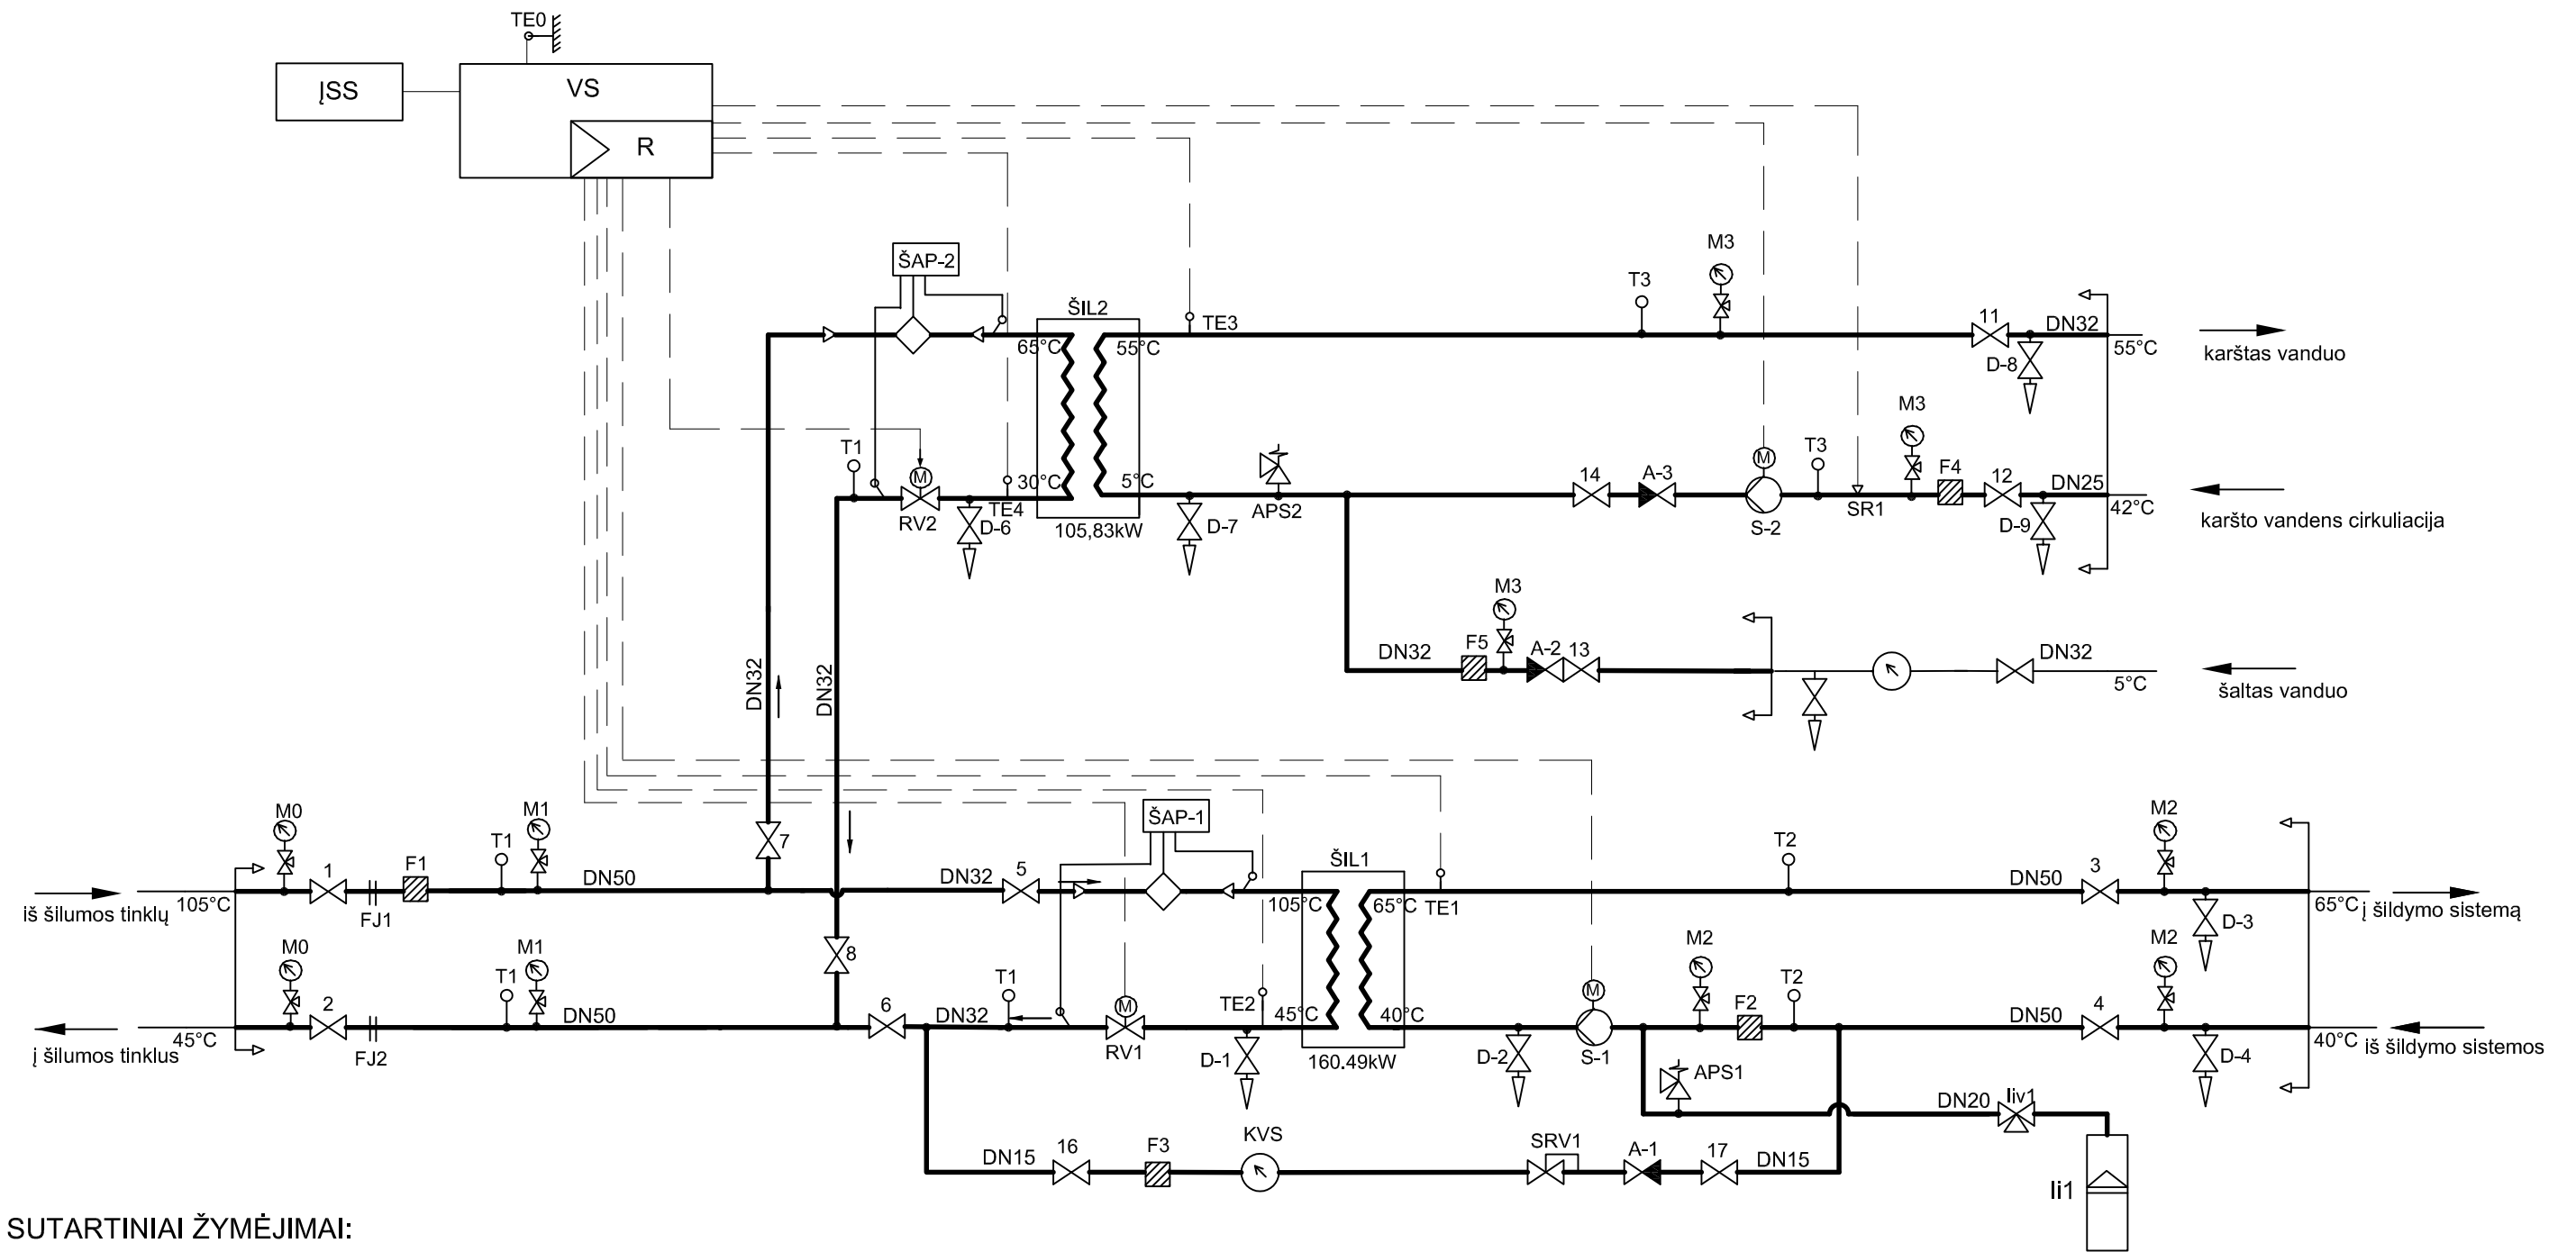 TE0
ĮSS
VS
R
ŠAP-2
ŠIL2
65°C
55°C
30°C
5°C
105,83kW
TE3
T3
M3
11
DN32
D-8
55°C
karštas vanduo
T1
M
RV2
D-6
TE4
D-7
APS2
14
A-3
M
S-2
T3
SR1
M3
F4
12
DN25
D-9
42°C
karšto vandens cirkuliacija
DN32
F5
M3
A-2
13
DN32
5°C
šaltas vanduo
DN32
DN32
7
8
M0
1
FJ1
F1
T1
M1
DN50
105°C
iš šilumos tinklų
DN32
5
ŠAP-1
ŠIL1
105°C
65°C
45°C
40°C
160.49kW
TE1
T2
DN50
3
M2
D-3
65°C
į šildymo sistemą
M0
2
FJ2
T1
M1
DN50
45°C
į šilumos tinklus
6
DN32
T1
M
RV1
TE2
D-1
D-2
M
S-1
M2
F2
T2
DN50
4
M2
D-4
40°C
iš šildymo sistemos
APS1
DN20
Iiv1
Ii1
DN15
16
F3
KVS
SRV1
A-1
17
DN15
SUTARTINIAI ŽYMĖJIMAI: